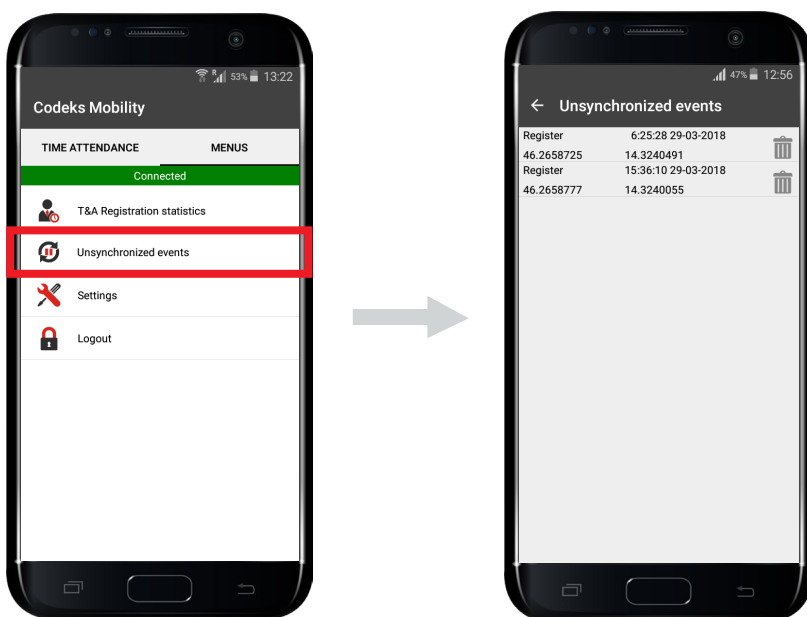 R 53% 13:22
Codeks Mobility
TIME ATTENDANCE MENUS
Connected
T&A Registration statistics
Unsynchronized events
Settings
Logout
47% 12:56
Unsynchronized events
Register 6:25:28 29-03-2018
46.2658725 14.3240491
Register 15:36:10 29-03-2018
46.2658777 14.3240055